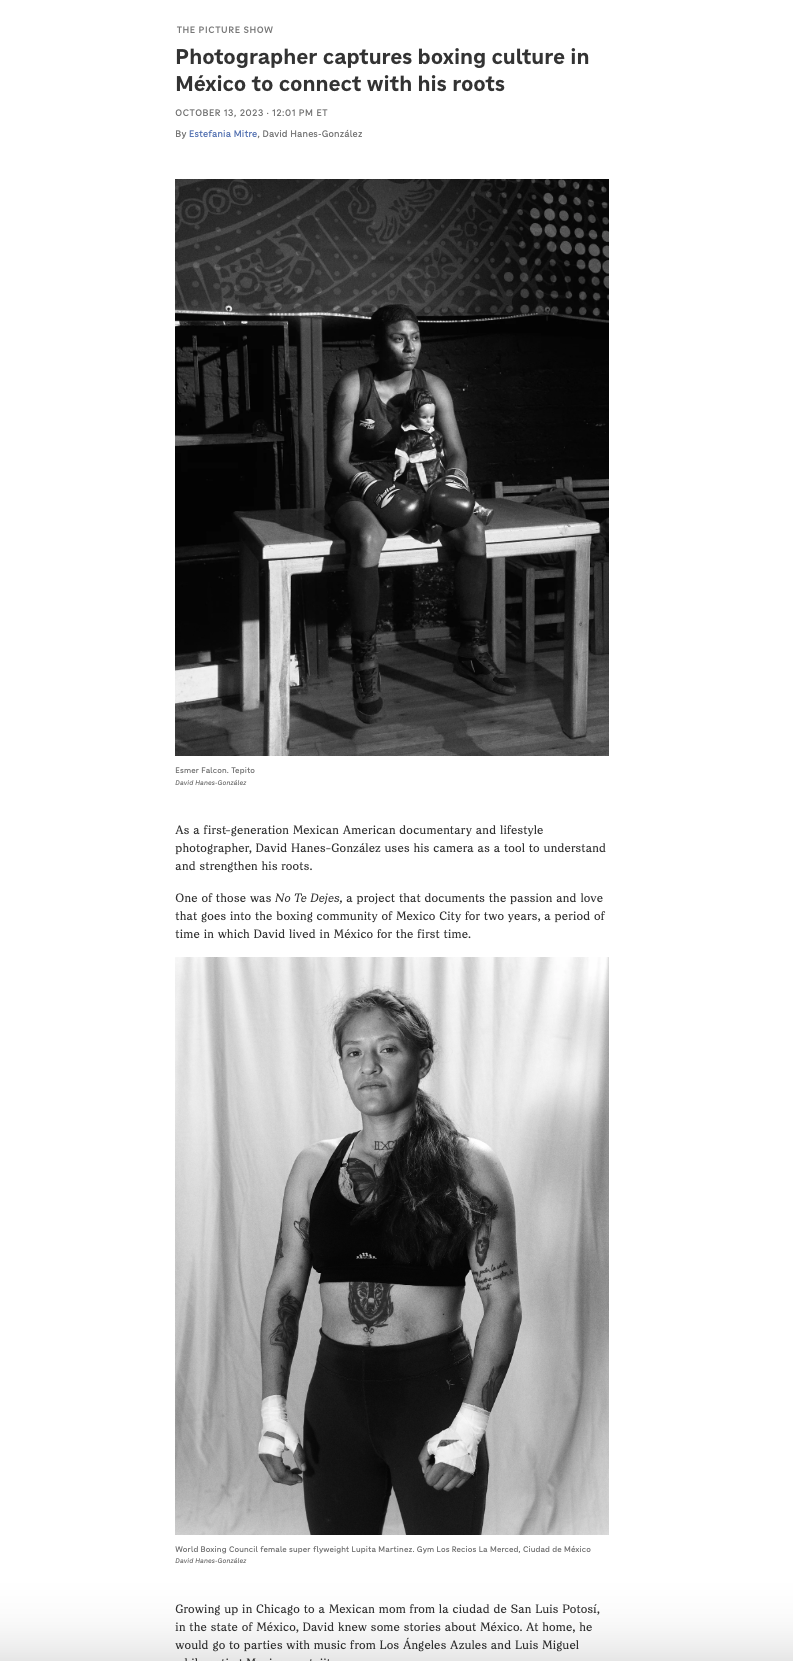 THE PICTURE SHOW
Photographer captures boxing culture in
México to connect with his roots
OCTOBER 13, 2023 · 12:01 PM ET
By Estefania Mitre, David Hanes-González
Esmer Falcon. Tepito
David Hanes-González
As a first-generation Mexican American documentary and lifestyle
photographer, David Hanes-González uses his camera as a tool to understand
and strengthen his roots.
One of those was No Te Dejes, a project that documents the passion and love
that goes into the boxing community of Mexico City for two years, a period of
time in which David lived in México for the first time.
World Boxing Council female super flyweight Lupita Martinez. Gym Los Recios La Merced, Ciudad de México
David Hanes-González
Growing up in Chicago to a Mexican mom from la ciudad de San Luis Potosí,
in the state of México, David knew some stories about México. At home, he
would go to parties with music from Los Ángeles Azules and Luis Miguel